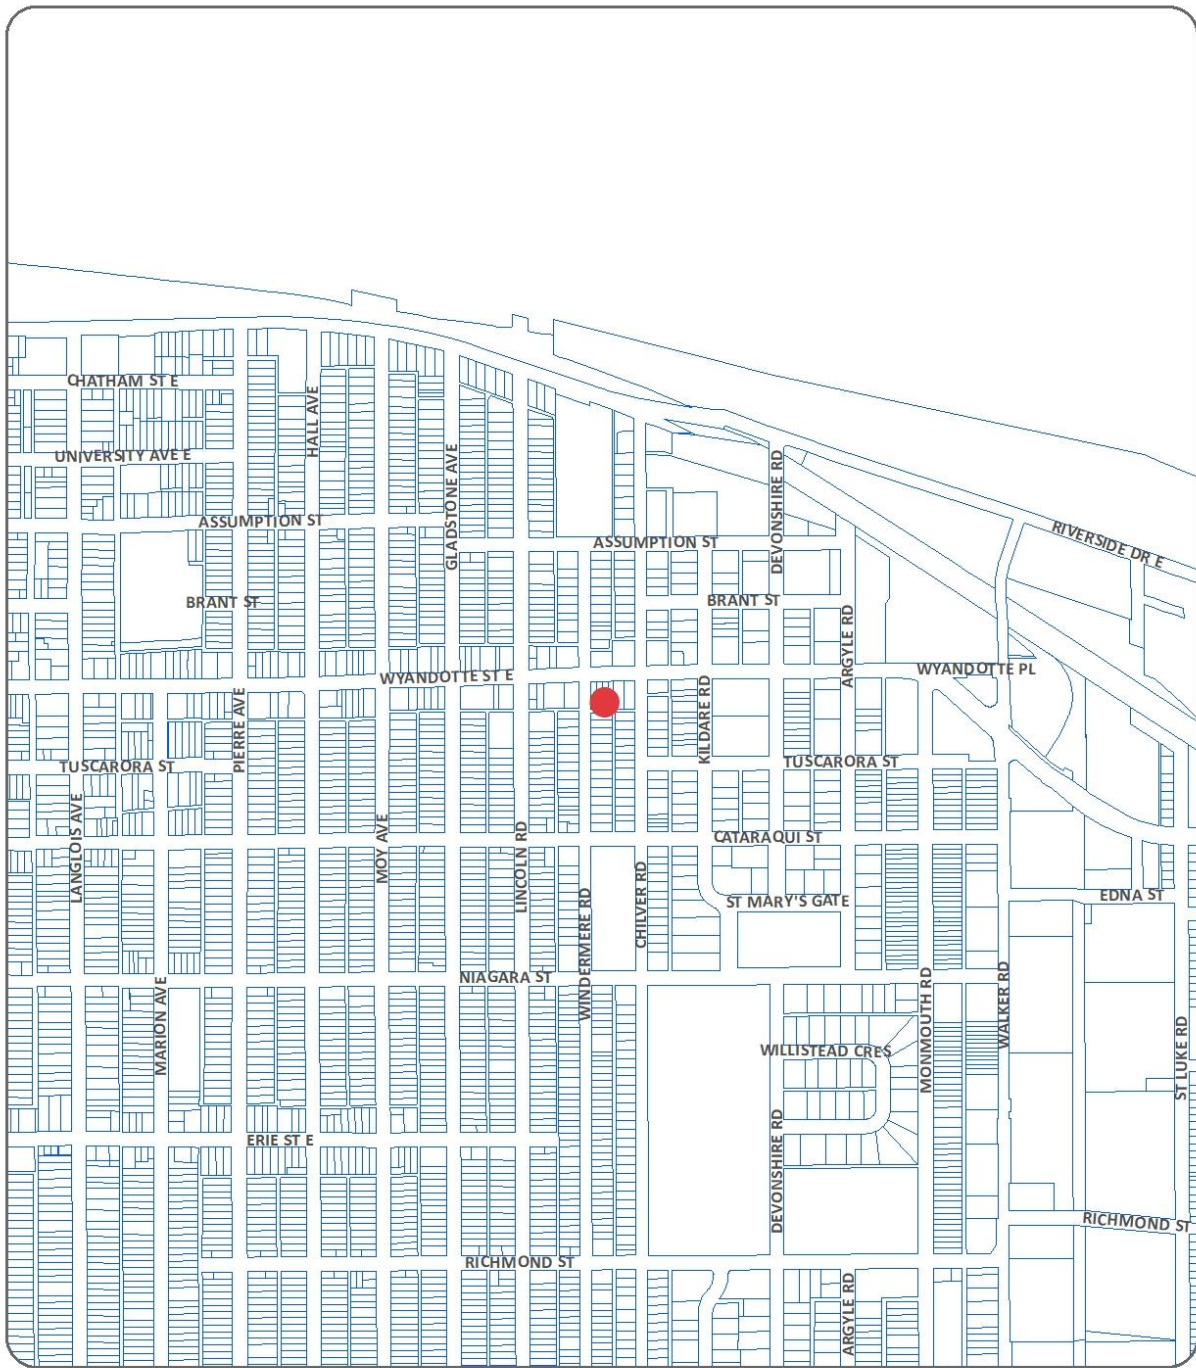 CHATHAM ST E
HALL AVE
UNIVERSITY AVE E
GLADSTONE AVE
DEVONSHIRE RD
ASSUMPTION ST
ASSUMPTION ST
RIVERSIDE DR E
BRANT ST
BRANT ST
ARGYLE RD
WYANDOTTE ST E
WYANDOTTE PL
PIERRE AVE
KILDARE RD
TUSCARORA ST
TUSCARORA ST
LANGLOIS AVE
MOY AVE
LINCOLN RD
CATARAQUI ST
CHILVER RD
WINDERMERE RD
ST MARY'S GATE
EDNA ST
NIAGARA ST
MARION AVE
MONMOUTH RD
WALKER RD
WILLISTEAD CRES
ST LUKE RD
ERIE ST E
DEVONSHIRE RD
RICHMOND ST
RICHMOND ST
ARGYLE RD